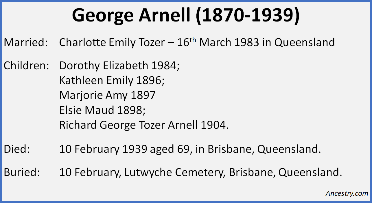 George Arnell (1870-1939)
Married: Charlotte Emily Tozer – 16th March 1983 in Queensland
Children: Dorothy Elizabeth 1984;
Kathleen Emily 1896;
Marjorie Amy 1897
Elsie Maud 1898;
Richard George Tozer Arnell 1904.
Died: 10 February 1939 aged 69, in Brisbane, Queensland.
Buried: 10 February, Lutwyche Cemetery, Brisbane, Queensland.
Ancestry.com